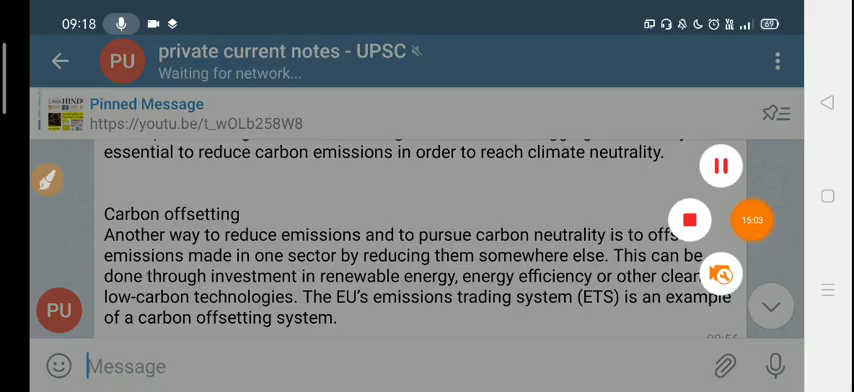 09:18
69
PU
private current notes - UPSC
Waiting for network...
Pinned Message
https://youtu.be/t_wOLb258W8
essential to reduce carbon emissions in order to reach climate neutrality.
Carbon offsetting
15:03
Another way to reduce emissions and to pursue carbon neutrality is to
emissions made in one sector by reducing them somewhere else. This can be
done through investment in renewable energy, energy efficiency or other
low-carbon technologies. The EU's emissions trading system (ETS) is an example
PU
of a carbon offsetting system.
Message